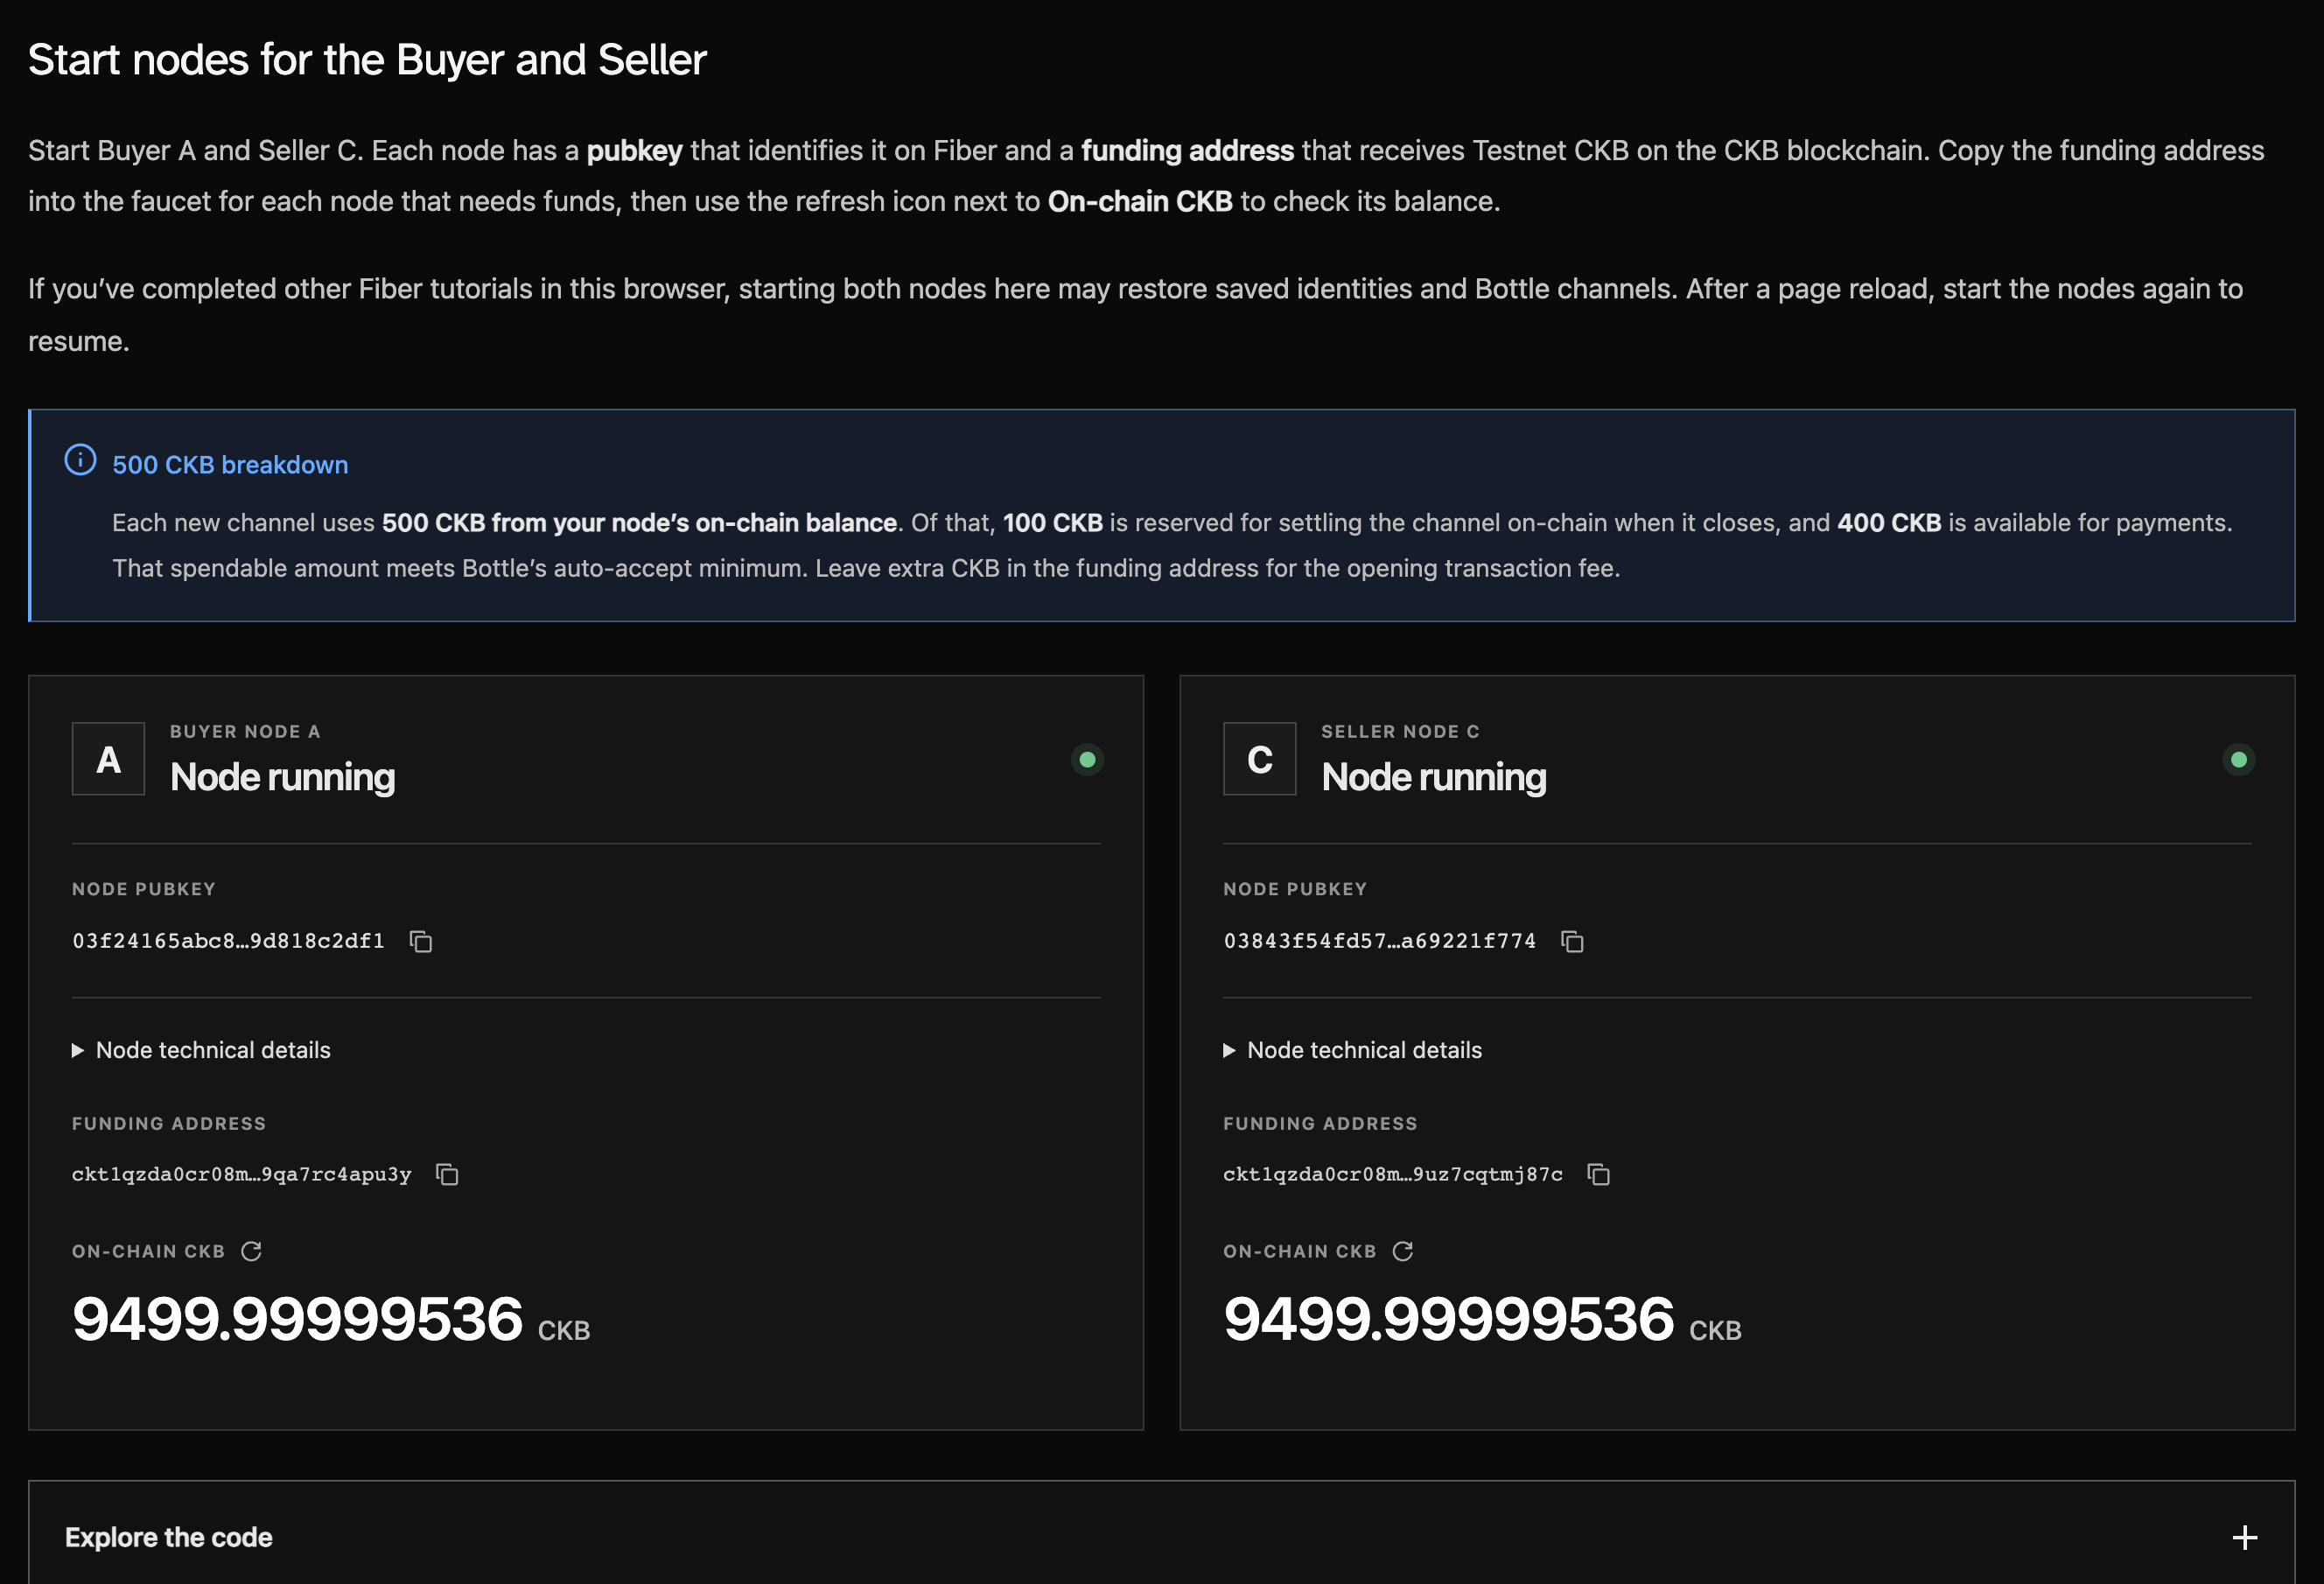 Start nodes for the Buyer and Seller
Start Buyer A and Seller C. Each node has a pubkey that identifies it on Fiber and a funding address that receives Testnet CKB on the CKB blockchain. Copy the funding address
into the faucet for each node that needs funds, then use the refresh icon next to On-chain CKB to check its balance.
If you’ve completed other Fiber tutorials in this browser, starting both nodes here may restore saved identities and Bottle channels. After a page reload, start the nodes again to
resume.
500 CKB breakdown
Each new channel uses 500 CKB from your node’s on-chain balance. Of that, 100 CKB is reserved for settling the channel on-chain when it closes, and 400 CKB is available for payments.
That spendable amount meets Bottle’s auto-accept minimum. Leave extra CKB in the funding address for the opening transaction fee.
A
BUYER NODE A
Node running
NODE PUBKEY
03f24165abc8…9d818c2df1
Node technical details
FUNDING ADDRESS
ckt1qzda0cr08m…9qa7rc4apu3y
ON-CHAIN CKB
9499.99999536 CKB
C
SELLER NODE C
Node running
NODE PUBKEY
03843f54fd57…a69221f774
Node technical details
FUNDING ADDRESS
ckt1qzda0cr08m…9uz7cqtmj87c
ON-CHAIN CKB
9499.99999536 CKB
Explore the code